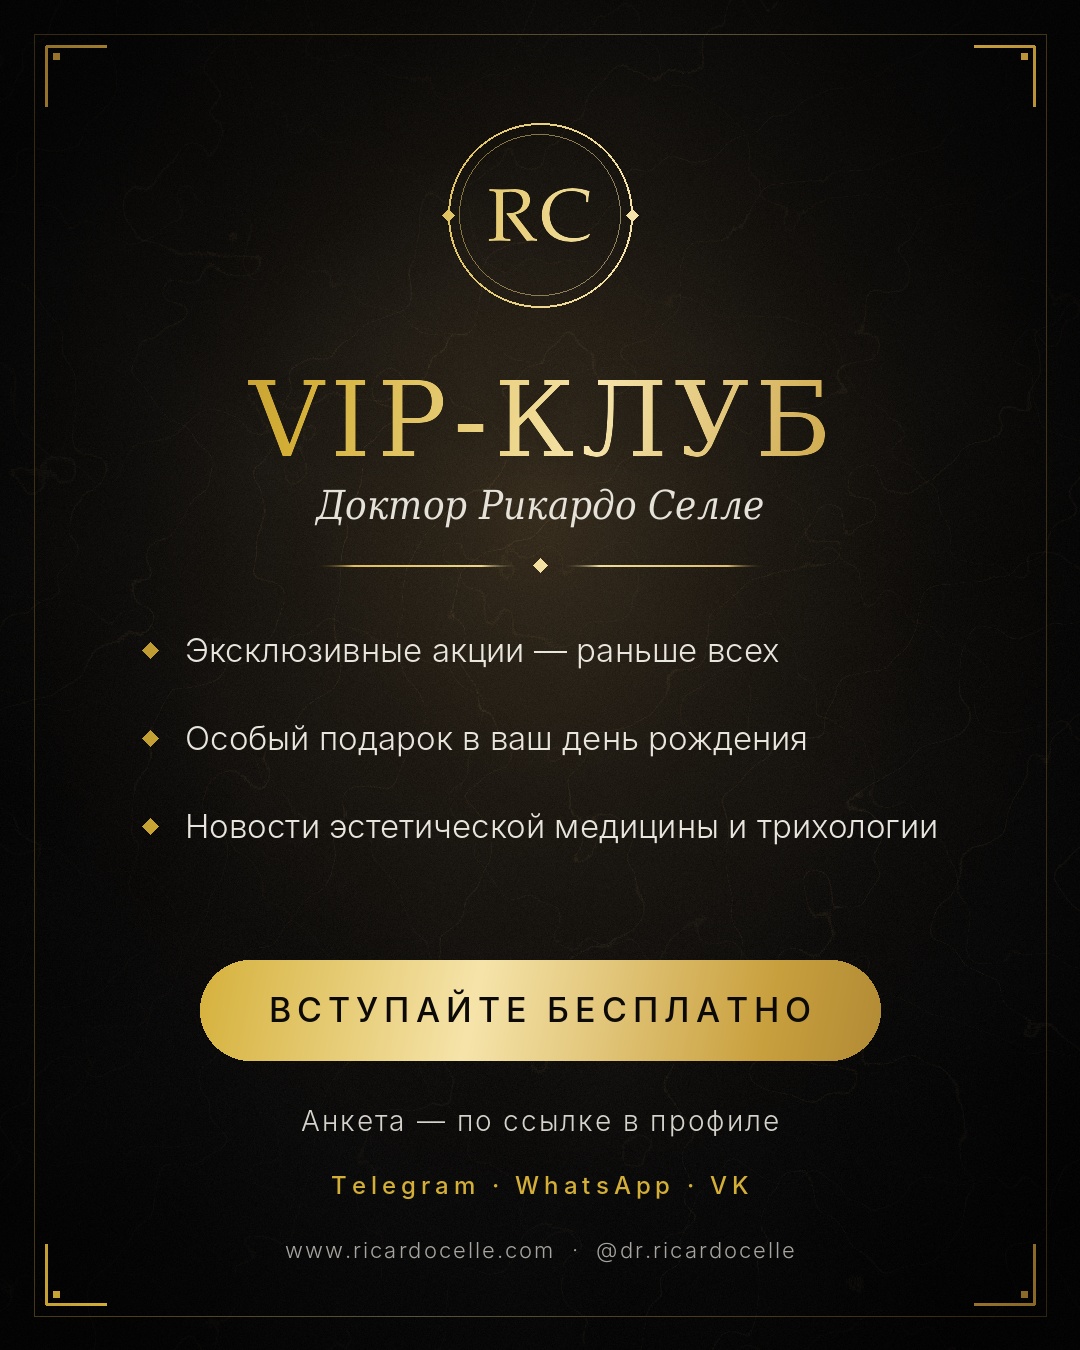 RC
VIP-КЛУБ
Доктор Рикардо Селле
Эксклюзивные акции — раньше всех
Особый подарок в ваш день рождения
Новости эстетической медицины и трихологии
ВСТУПАЙТЕ БЕСПЛАТНО
Анкета — по ссылке в профиле
Telegram · WhatsApp · VK
www.ricardocelle.com · @dr.ricardocelle